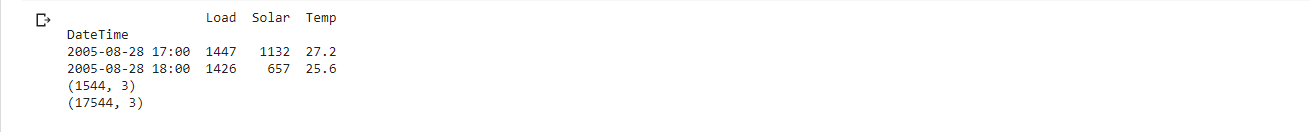 Load Solar Temp
DateTime
2005-08-28 17:00 1447 1132 27.2
2005-08-28 18:00 1426 657 25.6
(1544, 3)
(17544, 3)